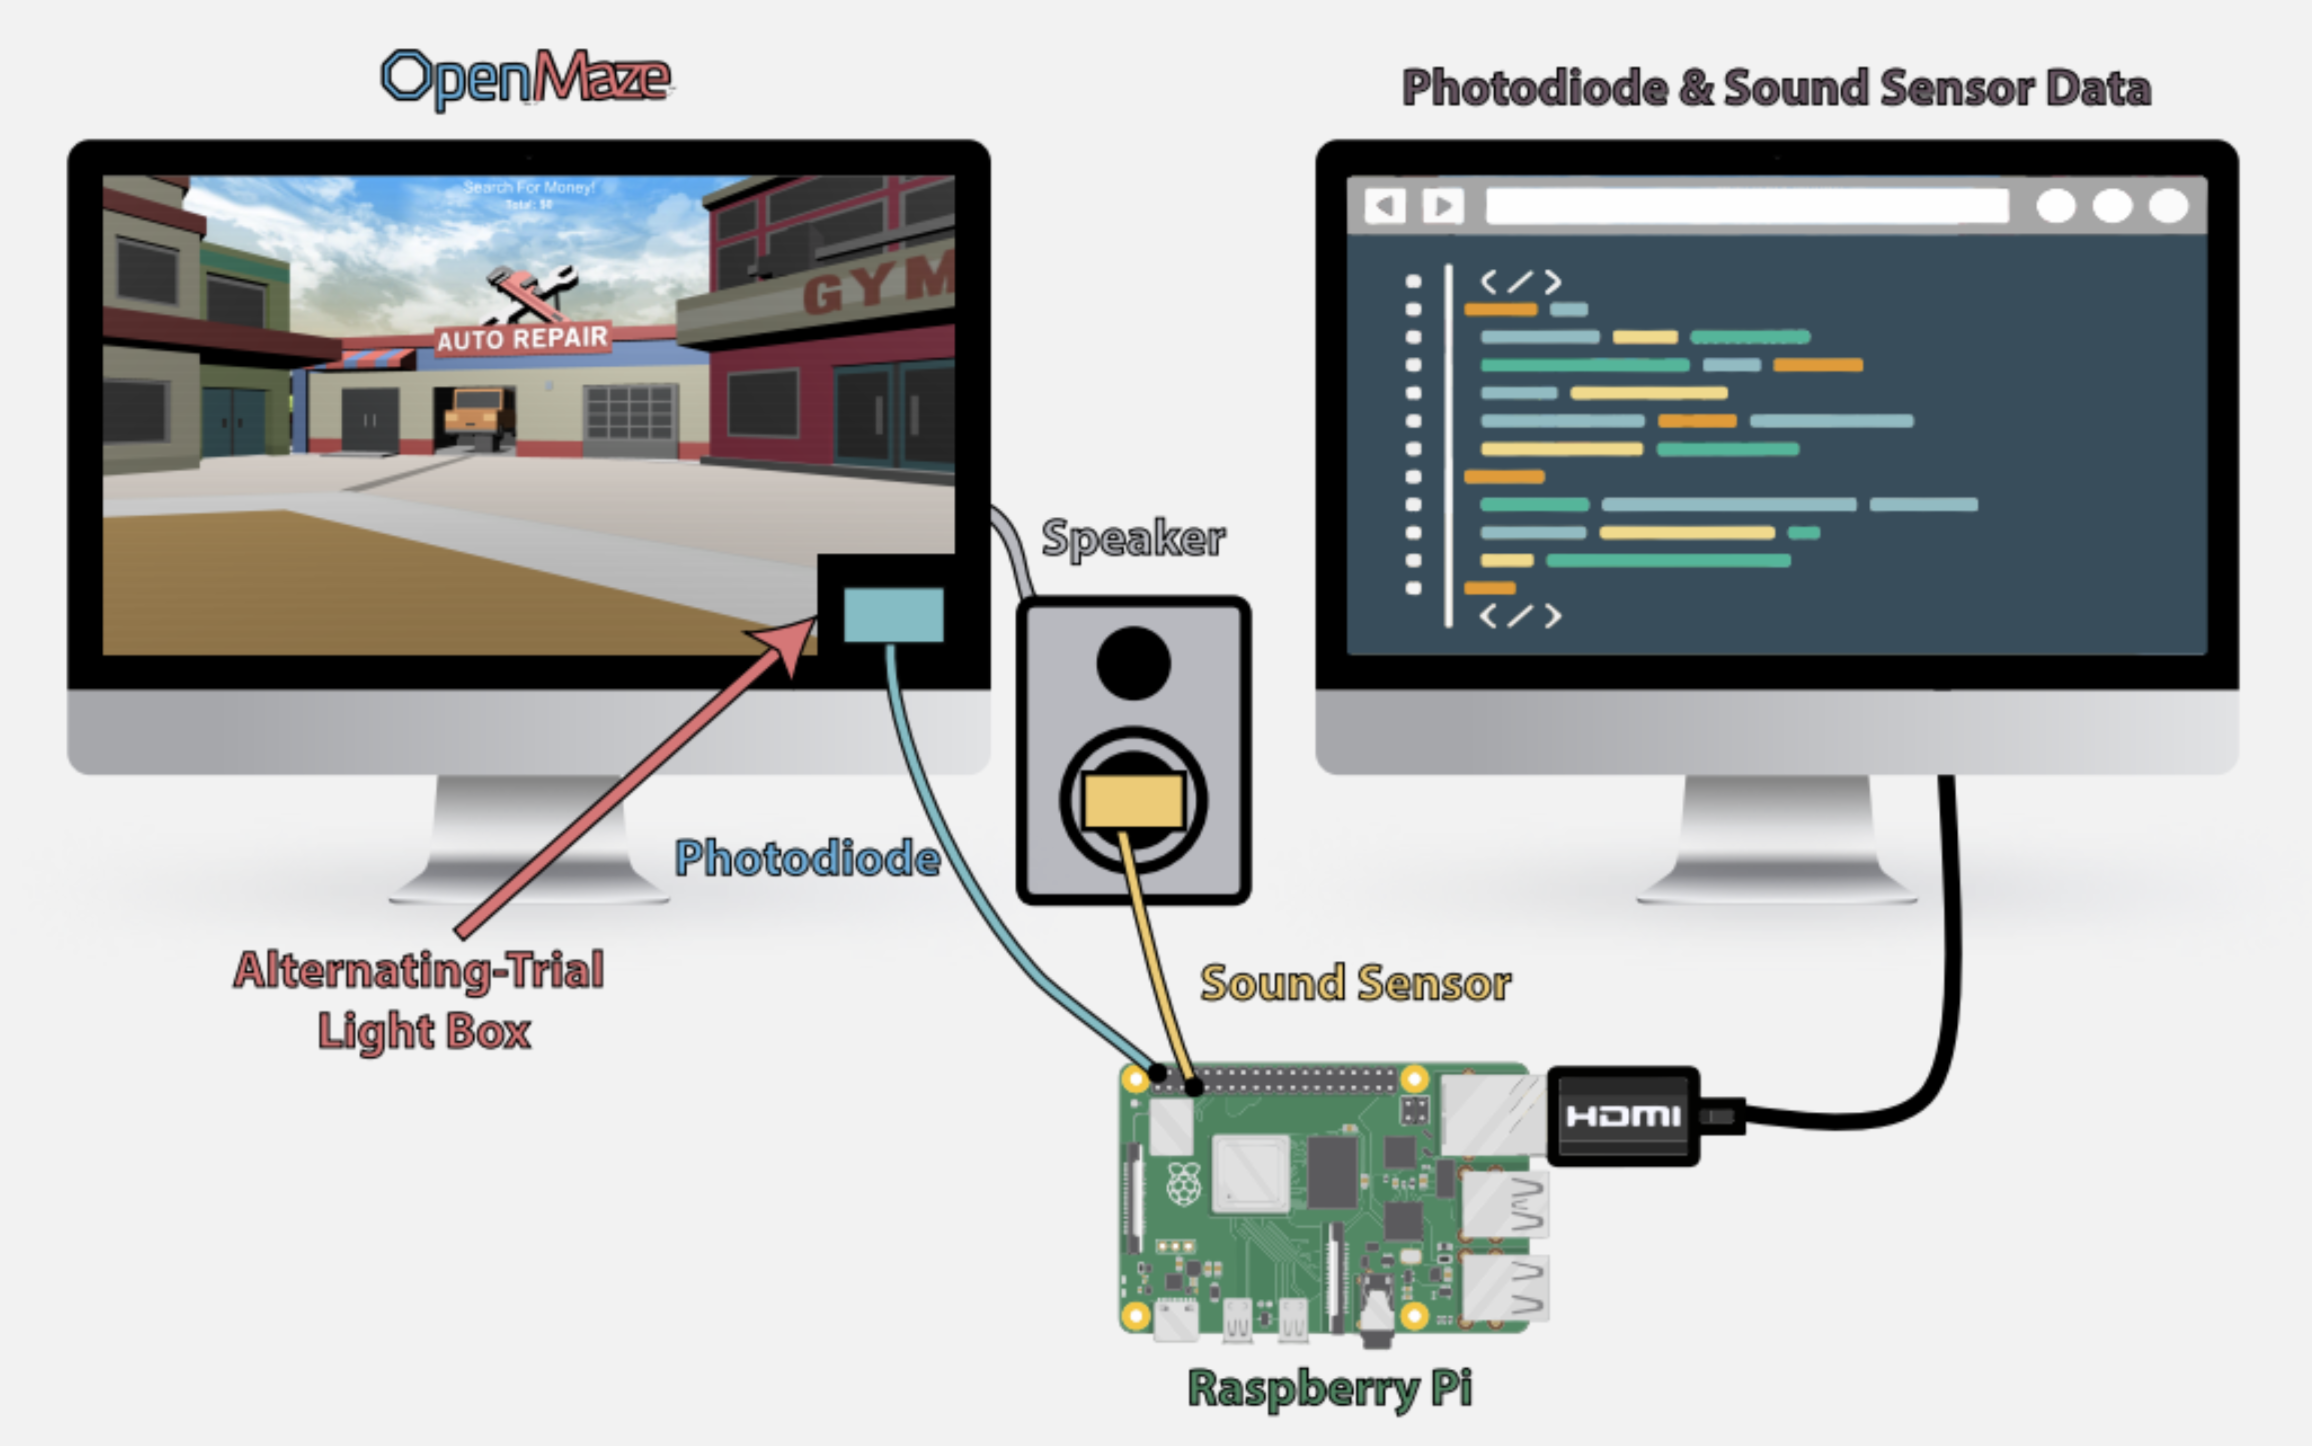 OpenMaze
Photodiode & Sound Sensor Data
Search For Money!
Total: $0
GYM
AUTO REPAIR
</>
</>
Speaker
Photodiode
Alternating-Trial
Light Box
Sound Sensor
HDMI
Raspberry Pi